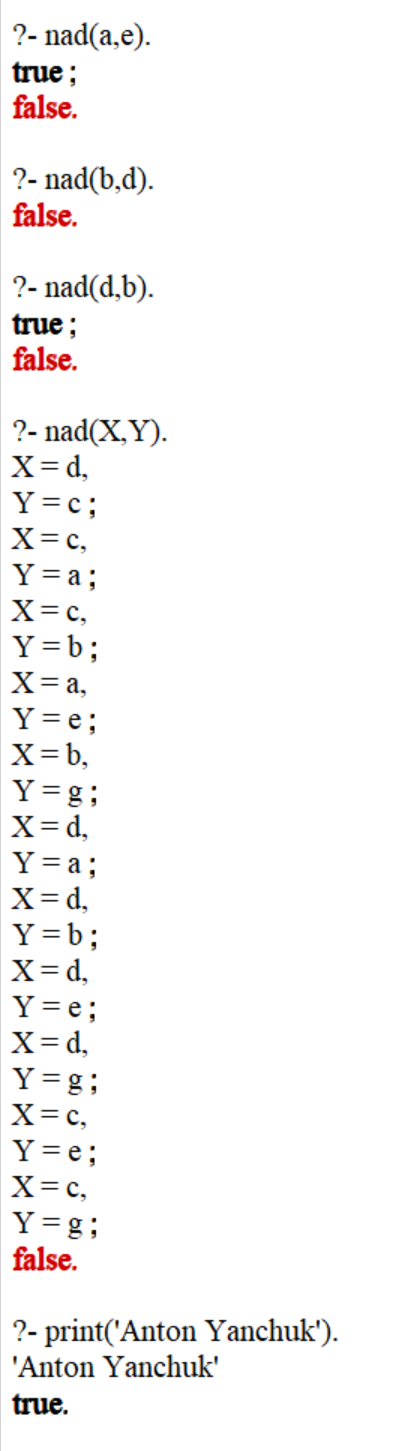 ?- nad(a,e).
true ;
false.
?- nad(b,d).
false.
?- nad(d,b).
true ;
false.
?- nad(X,Y).
X = d,
Y = c ;
X = c,
Y = a ;
X = c,
Y = b ;
X = a,
Y = e ;
X = b,
Y = g ;
X = d,
Y = a ;
X = d,
Y = b ;
X = d,
Y = e ;
X = d,
Y = g ;
X = c,
Y = e ;
X = c,
Y = g ;
false.
?- print('Anton Yanchuk').
'Anton Yanchuk'
true.